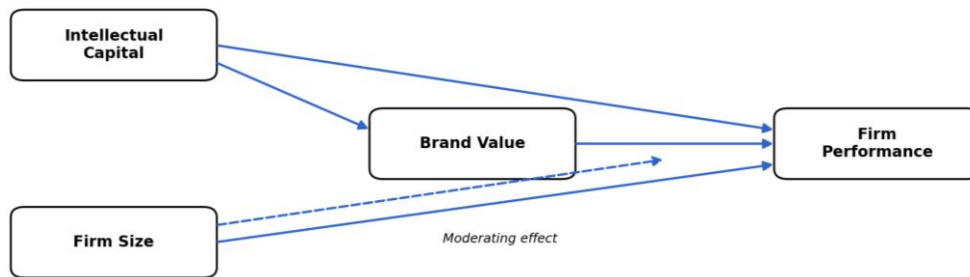 Intellectual
Capital
Brand Value
Firm
Performance
Firm Size
Moderating effect